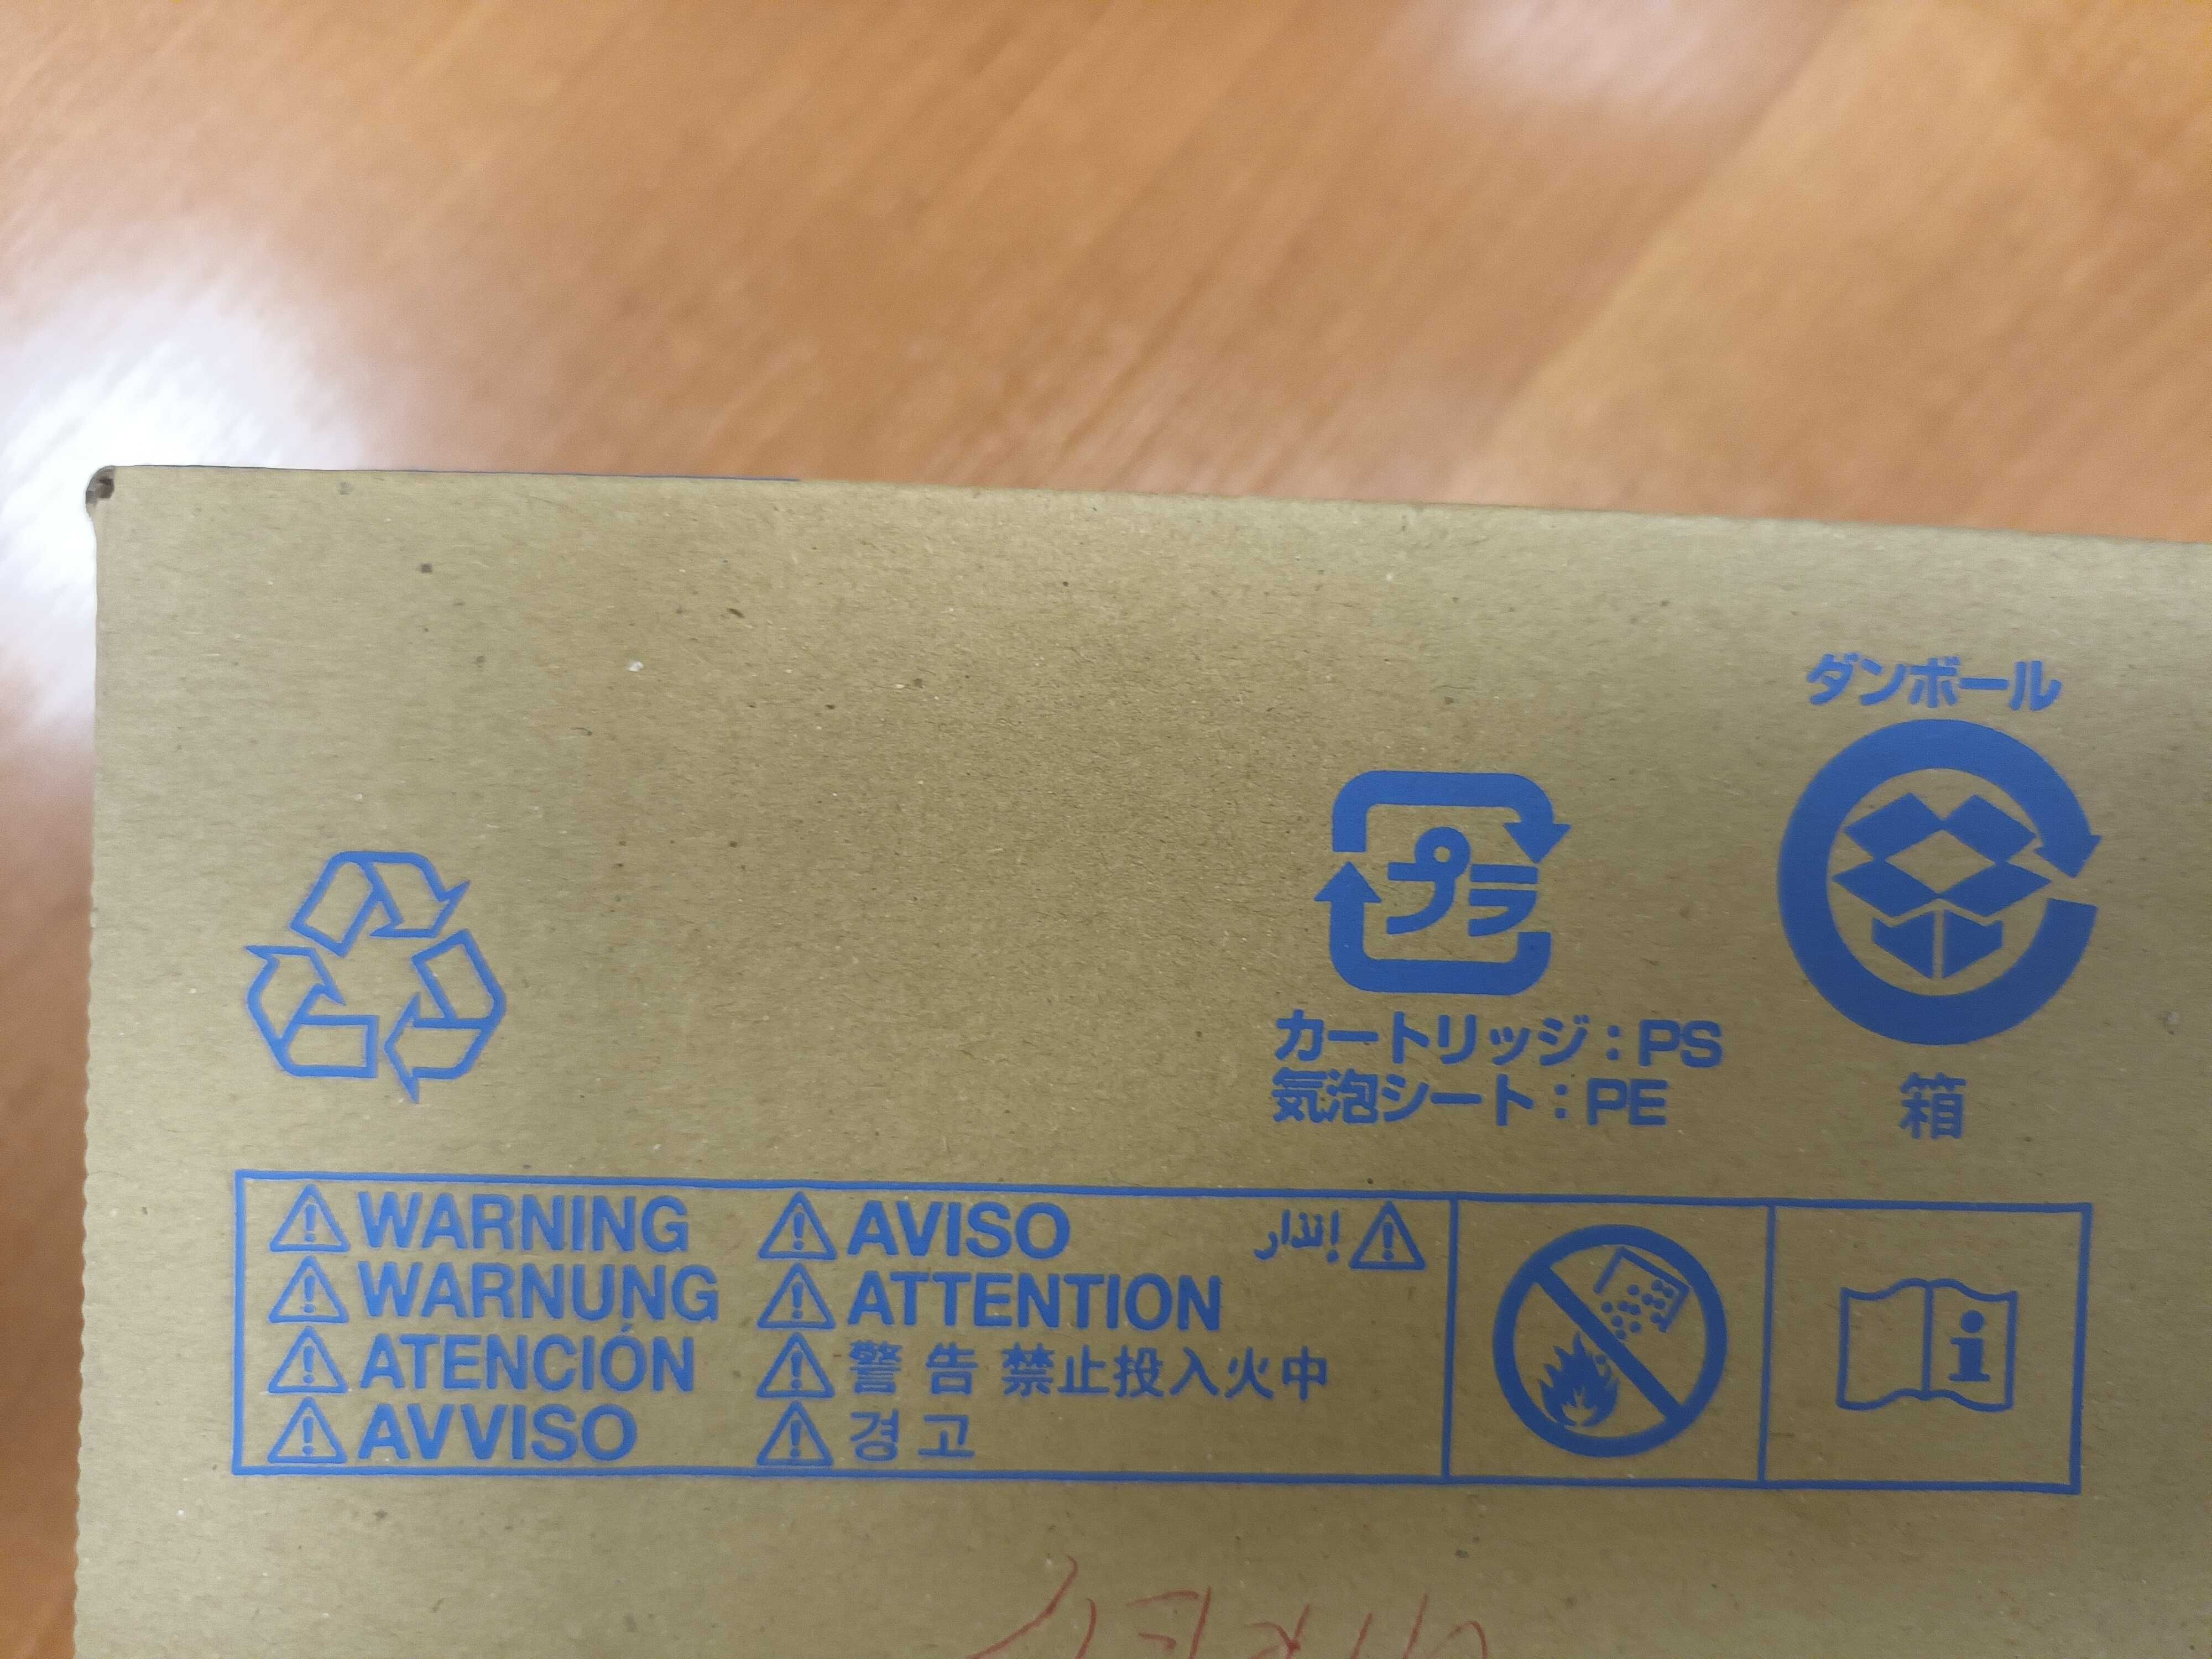 ダンボール
プラ
カートリッジ：PS
気泡シート：PE
箱
WARNING
WARNUNG
ATENCIÓN
AVVISO
AVISO
ATTENTION
警 告 禁止投入火中
경 고
إنذار
i